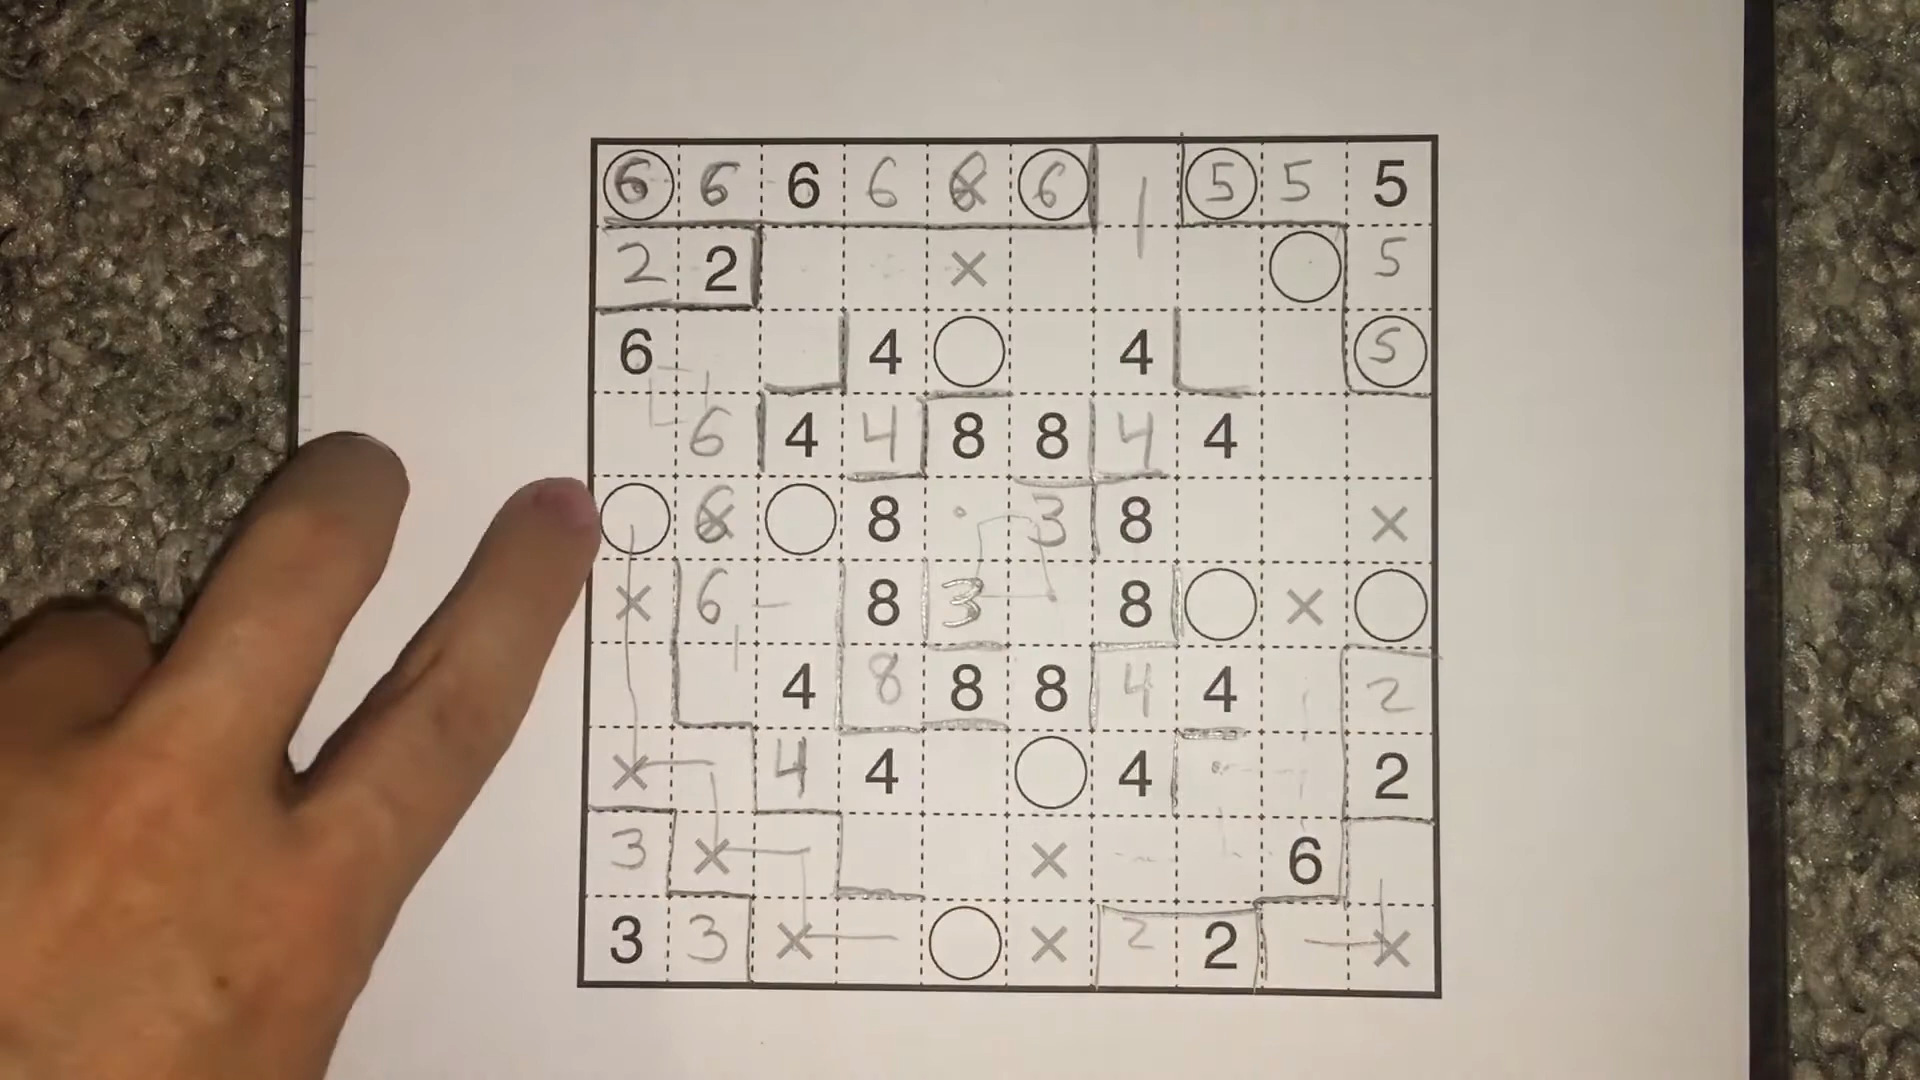 6 6 6 6 6 6 5 5 5
2 2 × 5
6 4 4 5
6 4 4 8 8 4 4
6 8 3 8 ×
× 6 8 3 8 ×
4 8 8 8 4 4 2
× 4 4 4 2
3 × × 6
3 3 × × 2 2 ×